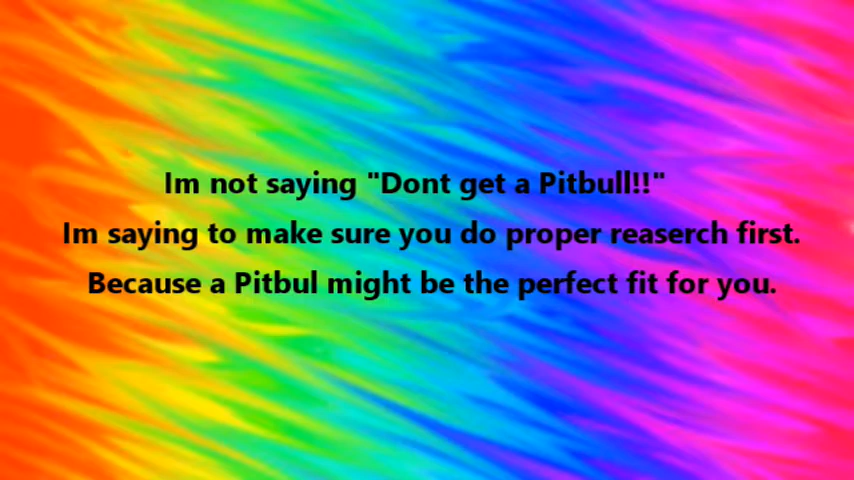 Im not saying "Dont get a Pitbull!!"
Im saying to make sure you do proper reaserch first.
Because a Pitbul might be the perfect fit for you.